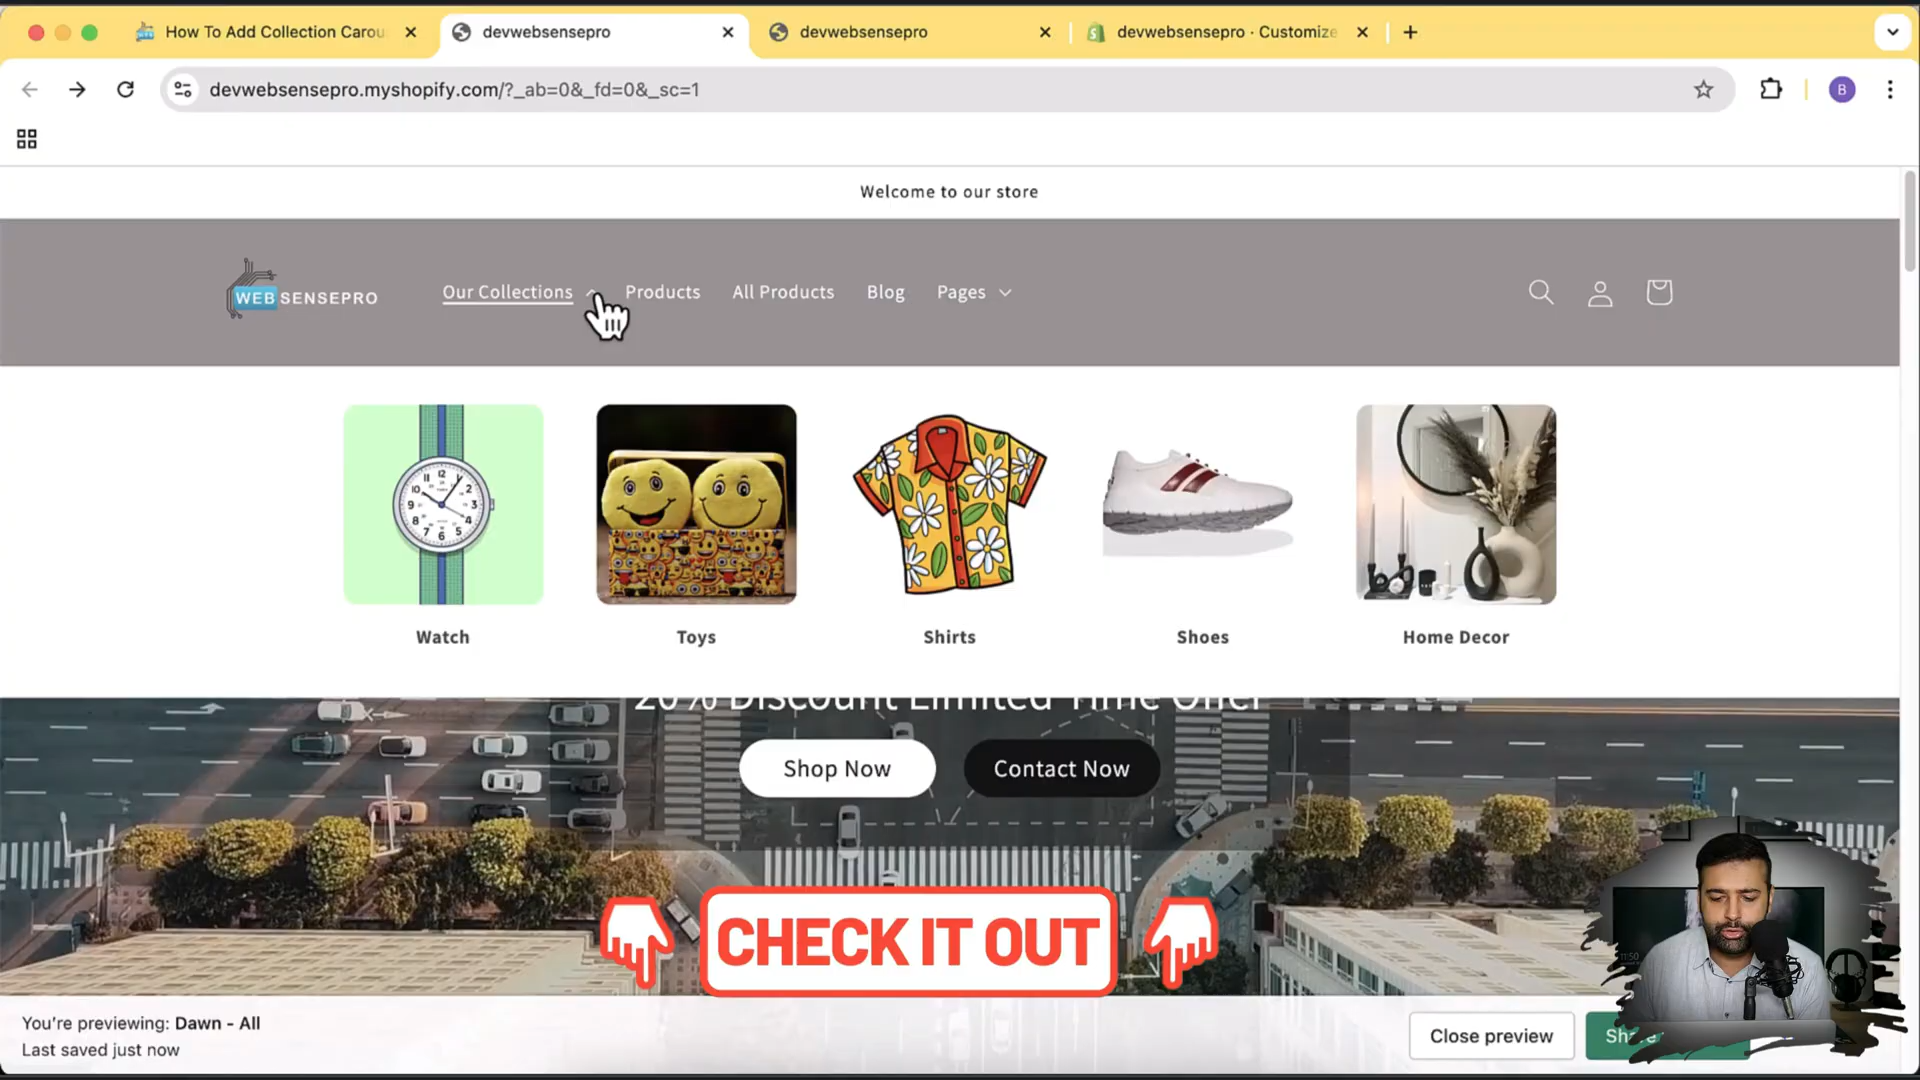 How To Add Collection Carou
devwebsensepro
devwebsensepro
devwebsensepro · Customize
devwebsensepro.myshopify.com/?_ab=0&_fd=0&_sc=1
B
Welcome to our store
WEBSENSEPRO
Our Collections
Products
All Products
Blog
Pages
Watch
Toys
Shirts
Shoes
Home Decor
20% Discount Limited Time Offer
Shop Now
Contact Now
CHECK IT OUT
You're previewing: Dawn - All
Last saved just now
Close preview
Share